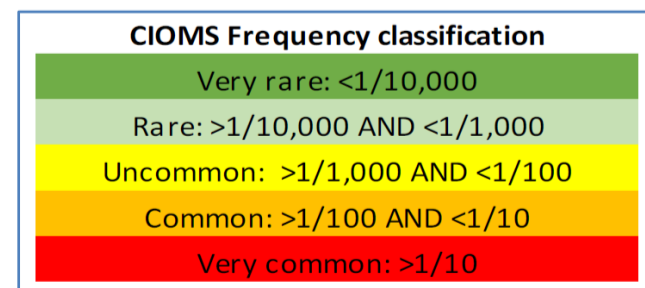 CIOMS Frequency classification
Very rare: <1/10,000
Rare: >1/10,000 AND <1/1,000
Uncommon:  >1/1,000 AND <1/100
Common: >1/100 AND <1/10
Very common: >1/10